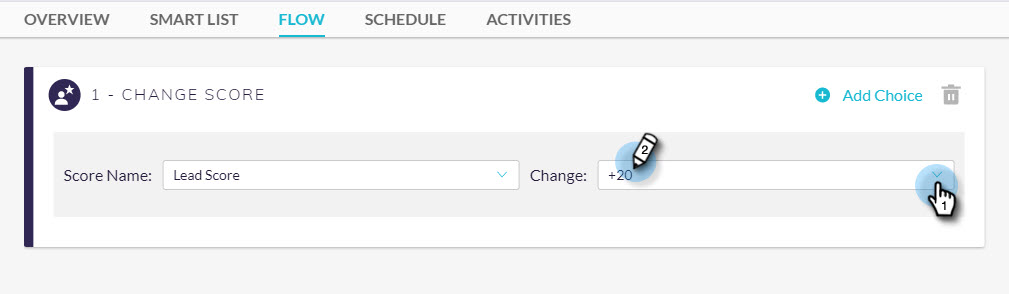 OVERVIEW SMART LIST FLOW SCHEDULE ACTIVITIES
1 - CHANGE SCORE Add Choice
Score Name: Lead Score Change: +20
2
1